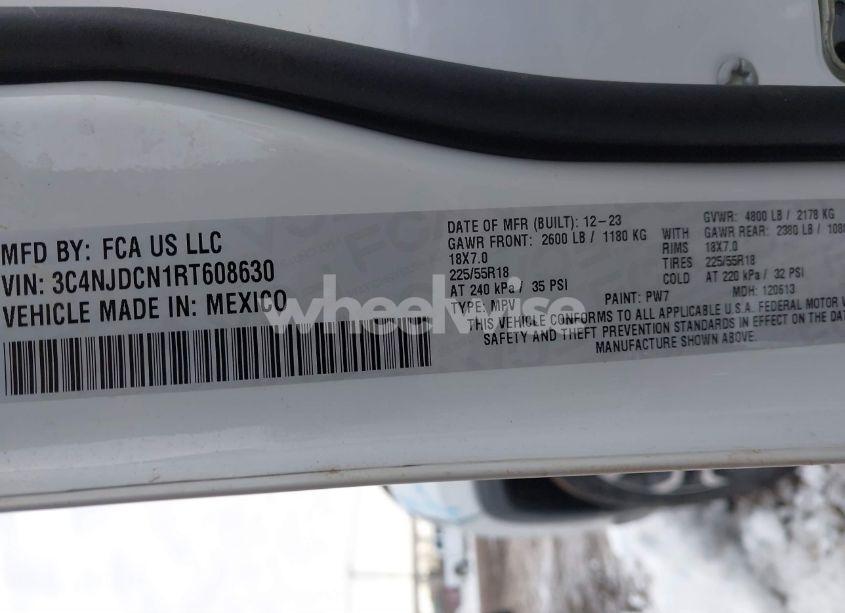 MFD BY: FCA US LLC
VIN: 3C4NJDCN1RT608630
VEHICLE MADE IN: MEXICO
DATE OF MFR (BUILT): 12-23
GVWR: 4800 LB / 2178 KG
GAWR FRONT: 2600 LB / 1180 KG
WITH
GAWR REAR: 2380 LB / 108
18X7.0
RIMS
18X7.0
225/55R18
TIRES
225/55R18
AT 240 kPa / 35 PSI
COLD
AT 220 kPa / 32 PSI
TYPE: MPV
PAINT: PW7
MDH: 120613
THIS VEHICLE CONFORMS TO ALL APPLICABLE U.S.A. FEDERAL MOTOR
SAFETY AND THEFT PREVENTION STANDARDS IN EFFECT ON THE DAT
MANUFACTURE SHOWN ABOVE.
wheelwise